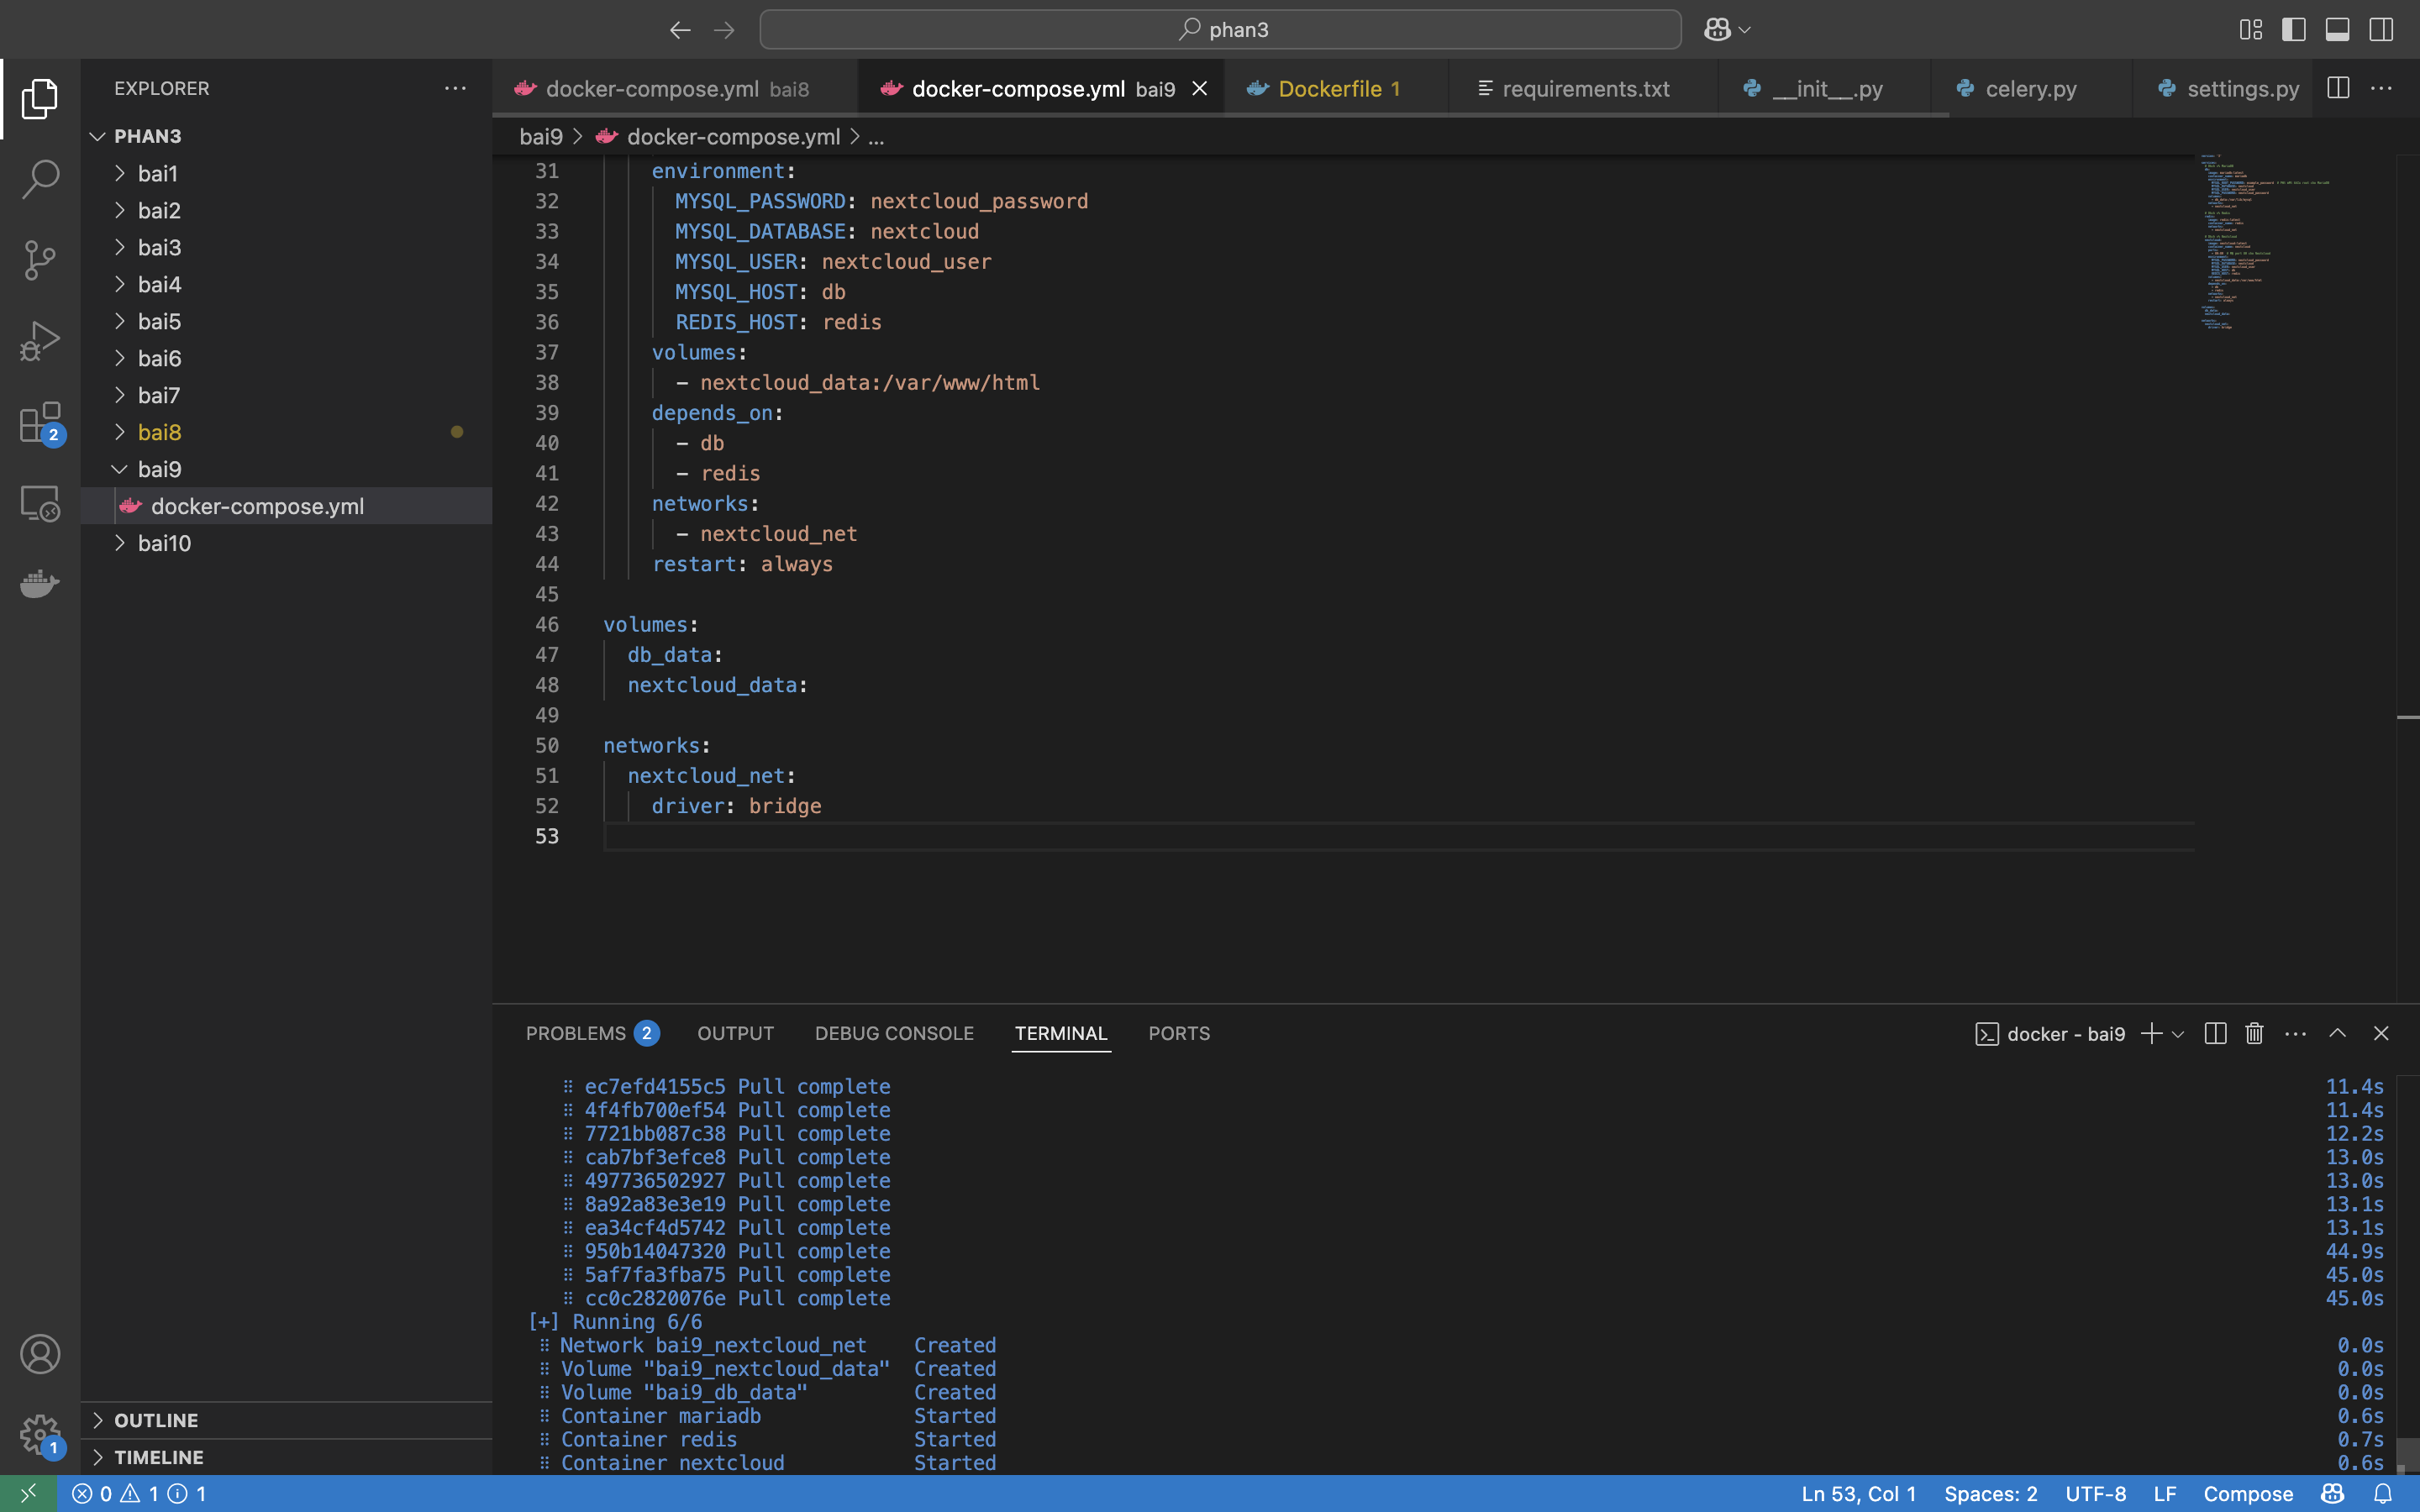 phan3
EXPLORER
PHAN3
bai1
bai2
bai3
bai4
bai5
bai6
bai7
bai8
bai9
docker-compose.yml
bai10
OUTLINE
TIMELINE
2
1
docker-compose.yml bai8
docker-compose.yml bai9
Dockerfile 1
requirements.txt
__init__.py
celery.py
settings.py
bai9 > docker-compose.yml > ...
31 environment:
32 MYSQL_PASSWORD: nextcloud_password
33 MYSQL_DATABASE: nextcloud
34 MYSQL_USER: nextcloud_user
35 MYSQL_HOST: db
36 REDIS_HOST: redis
37 volumes:
38 - nextcloud_data:/var/www/html
39 depends_on:
40 - db
41 - redis
42 networks:
43 - nextcloud_net
44 restart: always
45
46 volumes:
47 db_data:
48 nextcloud_data:
49
50 networks:
51 nextcloud_net:
52 driver: bridge
53
PROBLEMS 2 OUTPUT DEBUG CONSOLE TERMINAL PORTS
docker - bai9
ec7efd4155c5 Pull complete 11.4s
4f4fb700ef54 Pull complete 11.4s
7721bb087c38 Pull complete 12.2s
cab7bf3efce8 Pull complete 13.0s
497736502927 Pull complete 13.0s
8a92a83e3e19 Pull complete 13.1s
ea34cf4d5742 Pull complete 13.1s
950b14047320 Pull complete 44.9s
5af7fa3fba75 Pull complete 45.0s
cc0c2820076e Pull complete 45.0s
[+] Running 6/6
Network bai9_nextcloud_net Created 0.0s
Volume "bai9_nextcloud_data" Created 0.0s
Volume "bai9_db_data" Created 0.0s
Container mariadb Started 0.6s
Container redis Started 0.7s
Container nextcloud Started 0.6s
0 1 1
Ln 53, Col 1 Spaces: 2 UTF-8 LF Compose